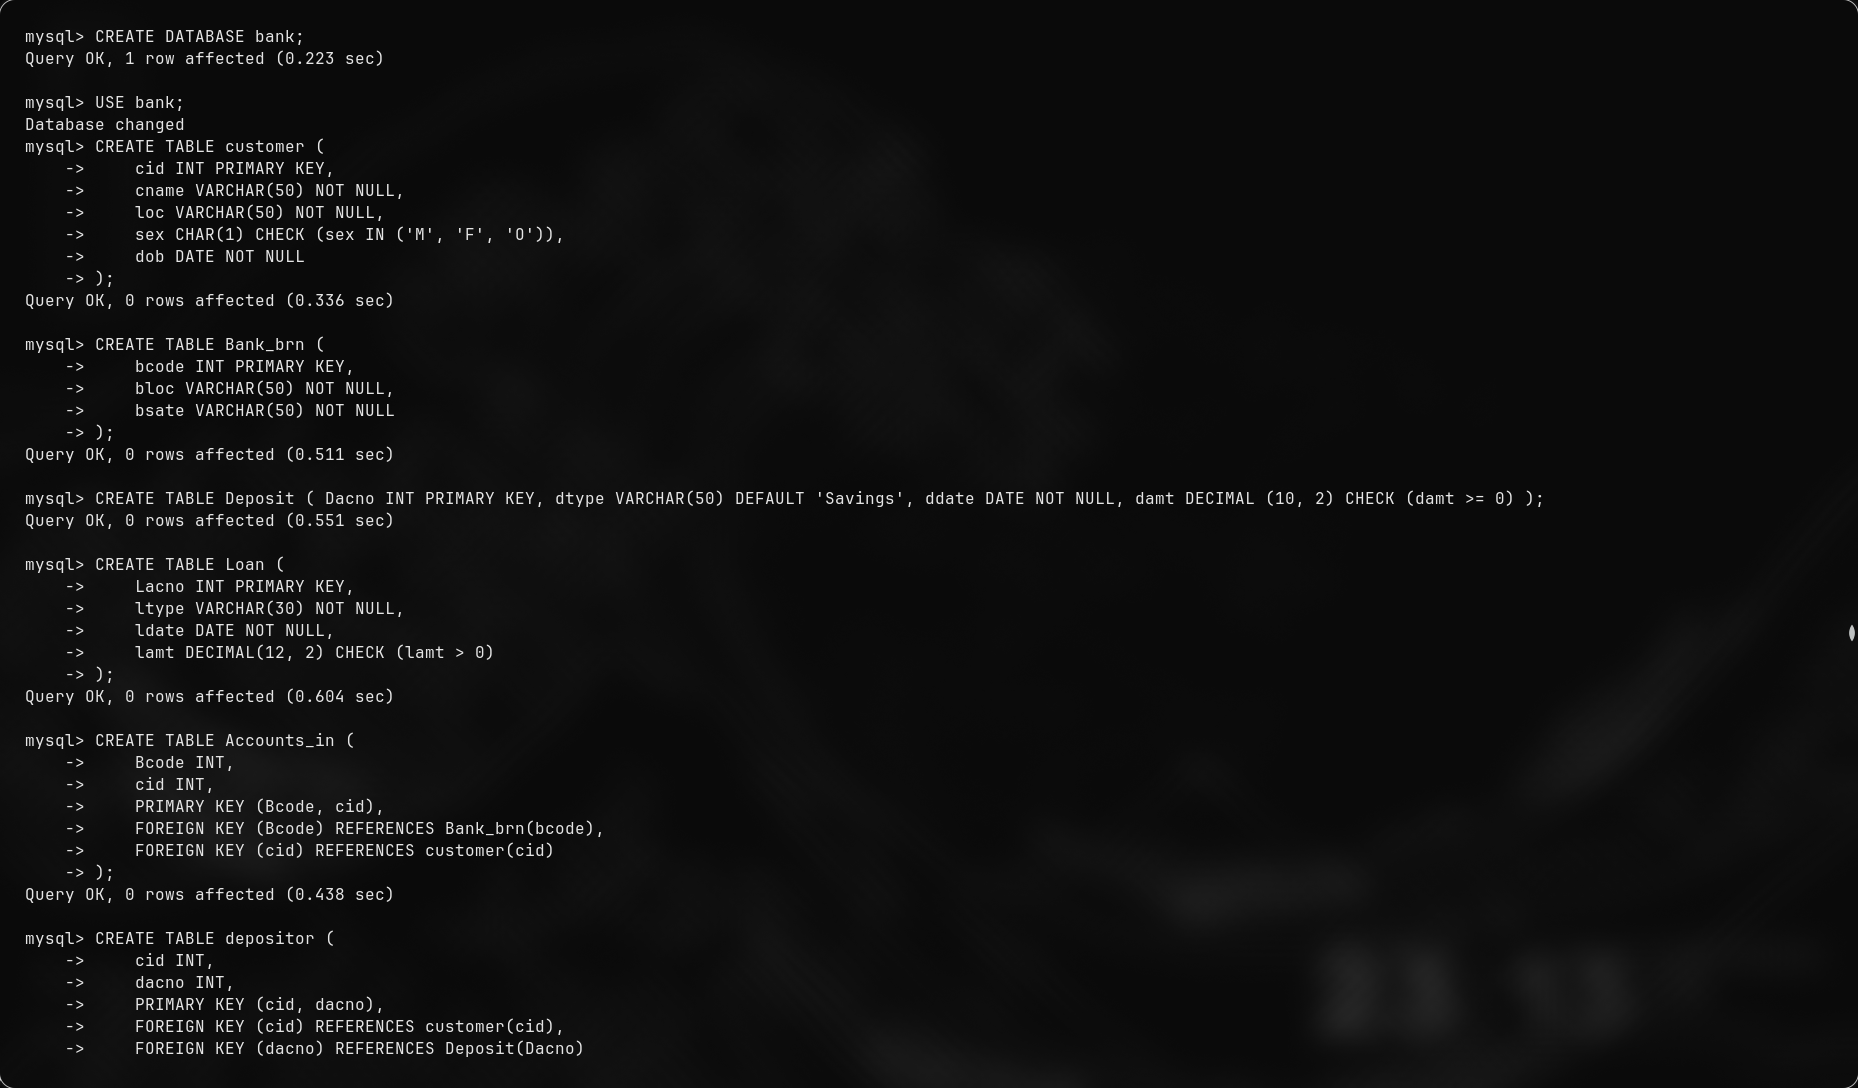 mysql> CREATE DATABASE bank;
Query OK, 1 row affected (0.223 sec)

mysql> USE bank;
Database changed
mysql> CREATE TABLE customer (
    ->     cid INT PRIMARY KEY,
    ->     cname VARCHAR(50) NOT NULL,
    ->     loc VARCHAR(50) NOT NULL,
    ->     sex CHAR(1) CHECK (sex IN ('M', 'F', 'O')),
    ->     dob DATE NOT NULL
    -> );
Query OK, 0 rows affected (0.336 sec)

mysql> CREATE TABLE Bank_brn (
    ->     bcode INT PRIMARY KEY,
    ->     bloc VARCHAR(50) NOT NULL,
    ->     bsate VARCHAR(50) NOT NULL
    -> );
Query OK, 0 rows affected (0.511 sec)

mysql> CREATE TABLE Deposit ( Dacno INT PRIMARY KEY, dtype VARCHAR(50) DEFAULT 'Savings', ddate DATE NOT NULL, damt DECIMAL (10, 2) CHECK (damt >= 0) );
Query OK, 0 rows affected (0.551 sec)

mysql> CREATE TABLE Loan (
    ->     Lacno INT PRIMARY KEY,
    ->     ltype VARCHAR(30) NOT NULL,
    ->     ldate DATE NOT NULL,
    ->     lamt DECIMAL(12, 2) CHECK (lamt > 0)
    -> );
Query OK, 0 rows affected (0.604 sec)

mysql> CREATE TABLE Accounts_in (
    ->     Bcode INT,
    ->     cid INT,
    ->     PRIMARY KEY (Bcode, cid),
    ->     FOREIGN KEY (Bcode) REFERENCES Bank_brn(bcode),
    ->     FOREIGN KEY (cid) REFERENCES customer(cid)
    -> );
Query OK, 0 rows affected (0.438 sec)

mysql> CREATE TABLE depositor (
    ->     cid INT,
    ->     dacno INT,
    ->     PRIMARY KEY (cid, dacno),
    ->     FOREIGN KEY (cid) REFERENCES customer(cid),
    ->     FOREIGN KEY (dacno) REFERENCES Deposit(Dacno)